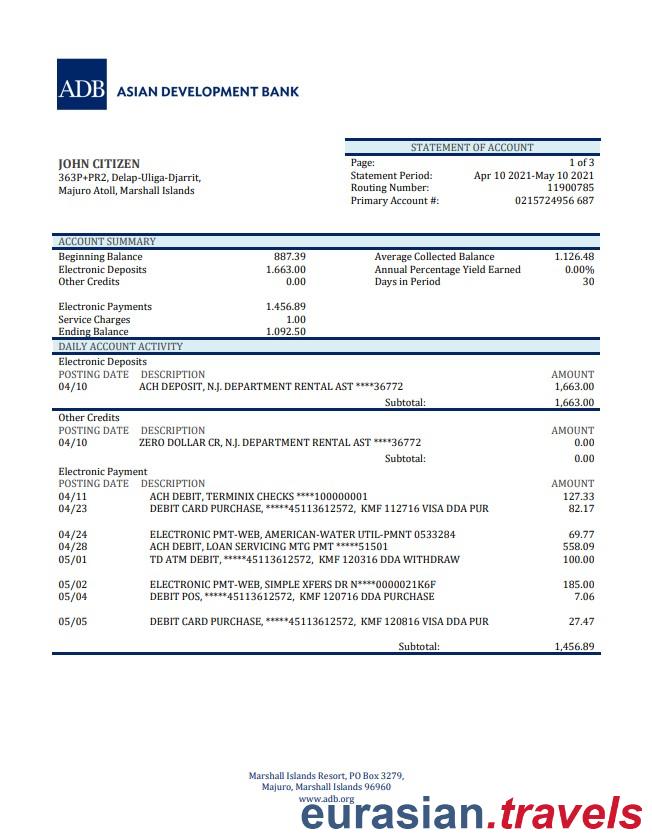 ADB ASIAN DEVELOPMENT BANK
STATEMENT OF ACCOUNT
JOHN CITIZEN
363P+PR2, Delap-Uliga-Djarrit,
Majuro Atoll, Marshall Islands
Page: 1 of 3
Statement Period: Apr 10 2021-May 10 2021
Routing Number: 11900785
Primary Account #: 0215724956 687
ACCOUNT SUMMARY
Beginning Balance 887.39 Average Collected Balance 1.126.48
Electronic Deposits 1.663.00 Annual Percentage Yield Earned 0.00%
Other Credits 0.00 Days in Period 30
Electronic Payments 1.456.89
Service Charges 1.00
Ending Balance 1.092.50
DAILY ACCOUNT ACTIVITY
Electronic Deposits
POSTING DATE DESCRIPTION AMOUNT
04/10 ACH DEPOSIT, N.J. DEPARTMENT RENTAL AST ****36772 1,663.00
Subtotal: 1,663.00
Other Credits
POSTING DATE DESCRIPTION AMOUNT
04/10 ZERO DOLLAR CR, N.J. DEPARTMENT RENTAL AST ****36772 0.00
Subtotal: 0.00
Electronic Payment
POSTING DATE DESCRIPTION AMOUNT
04/11 ACH DEBIT, TERMINIX CHECKS ****100000001 127.33
04/23 DEBIT CARD PURCHASE, *****45113612572, KMF 112716 VISA DDA PUR 82.17
04/24 ELECTRONIC PMT-WEB, AMERICAN-WATER UTIL-PMNT 0533284 69.77
04/28 ACH DEBIT, LOAN SERVICING MTG PMT *****51501 558.09
05/01 TD ATM DEBIT, *****45113612572, KMF 120316 DDA WITHDRAW 100.00
05/02 ELECTRONIC PMT-WEB, SIMPLE XFERS DR N****0000021K6F 185.00
05/04 DEBIT POS, *****45113612572, KMF 120716 DDA PURCHASE 7.06
05/05 DEBIT CARD PURCHASE, *****45113612572, KMF 120816 VISA DDA PUR 27.47
Subtotal: 1,456.89
Marshall Islands Resort, PO Box 3279,
Majuro, Marshall Islands 96960
www.adb.org
eurasian.travels